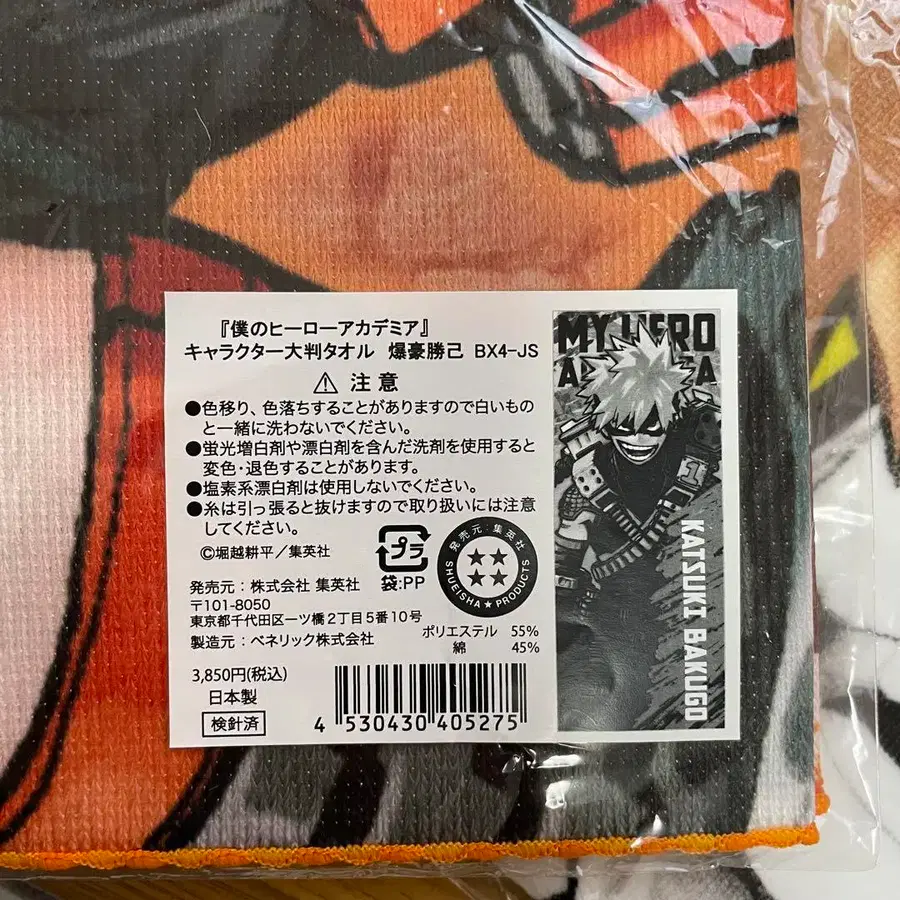 『僕のヒーローアカデミア』
キャラクター大判タオル 爆豪勝己 BX4-JS
⚠ 注意
●色移り、色落ちすることがありますので白いもの
と一緒に洗わないでください。
●蛍光増白剤や漂白剤を含んだ洗剤を使用すると
変色・退色することがあります。
●塩素系漂白剤は使用しないでください。
●糸は引っ張ると抜けますので取り扱いには注意
してください。
©堀越耕平／集英社
プラ
袋:PP
発売元:集英社
SHUEISHA★PRODUCTS
発売元：株式会社 集英社
〒101-8050
東京都千代田区一ツ橋2丁目5番10号
製造元：ベネリック株式会社
ポリエステル 55%
綿 45%
3,850円(税込)
日本製
検針済
4 530430 405275
MY HERO
1
KATSUKI BAKUGO